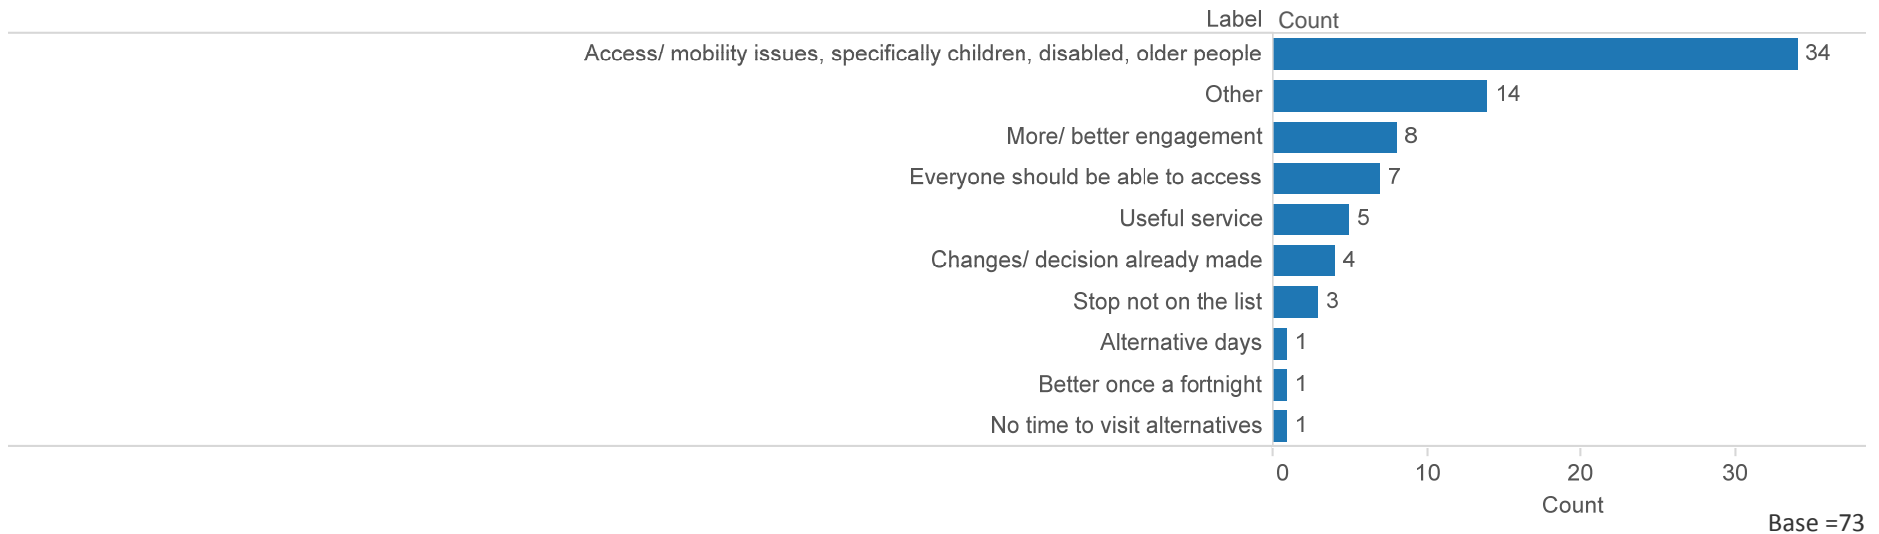 Label Count
Access/ mobility issues, specifically children, disabled, older people 34
Other 14
More/ better engagement 8
Everyone should be able to access 7
Useful service 5
Changes/ decision already made 4
Stop not on the list 3
Alternative days 1
Better once a fortnight 1
No time to visit alternatives 1
0 10 20 30
Count
Base =73